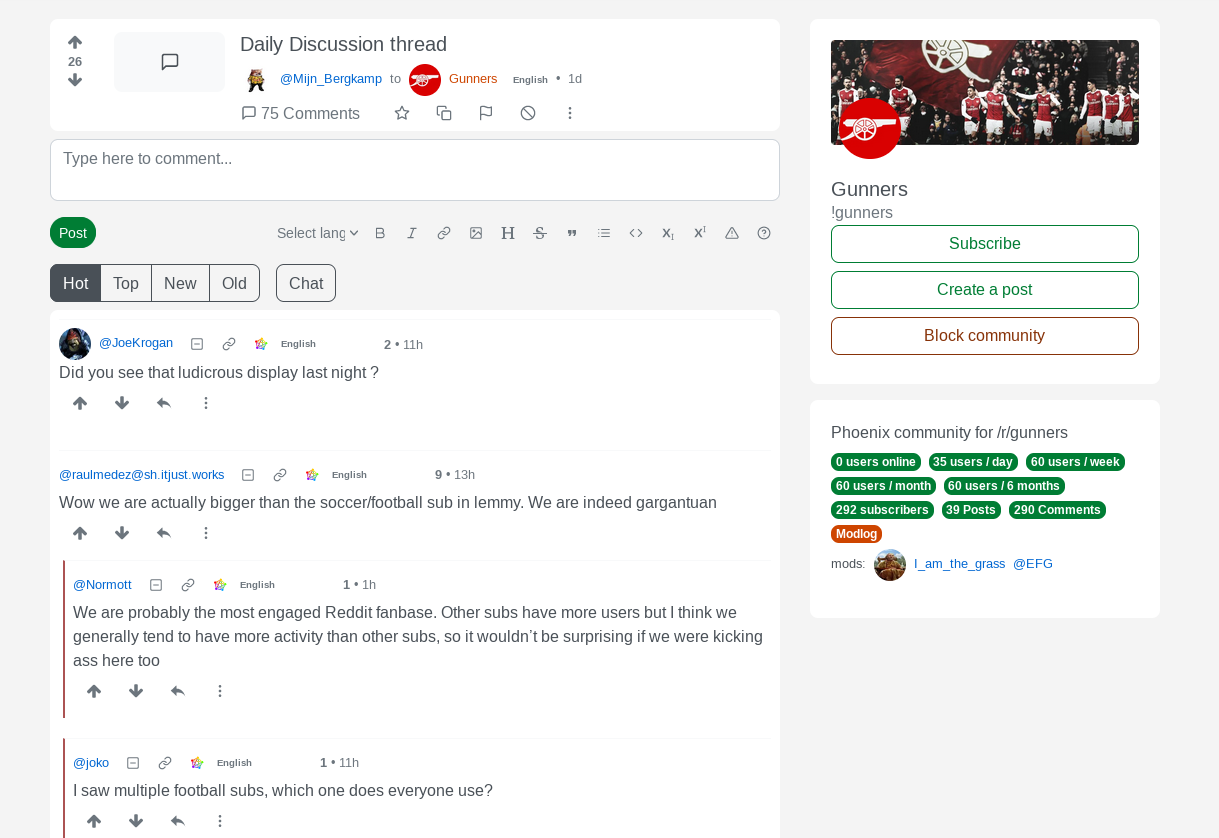 26
Daily Discussion thread
@Mijn_Bergkamp to Gunners English • 1d
75 Comments
Type here to comment...
Post
Select lang
Hot Top New Old Chat
@JoeKrogan English 2 • 11h
Did you see that ludicrous display last night ?
@raulmedez@sh.itjust.works English 9 • 13h
Wow we are actually bigger than the soccer/football sub in lemmy. We are indeed gargantuan
@Normott English 1 • 1h
We are probably the most engaged Reddit fanbase. Other subs have more users but I think we
generally tend to have more activity than other subs, so it wouldn’t be surprising if we were kicking
ass here too
@joko English 1 • 11h
I saw multiple football subs, which one does everyone use?
Gunners
!gunners
Subscribe
Create a post
Block community
Phoenix community for /r/gunners
0 users online 35 users / day 60 users / week
60 users / month 60 users / 6 months
292 subscribers 39 Posts 290 Comments
Modlog
mods: I_am_the_grass @EFG